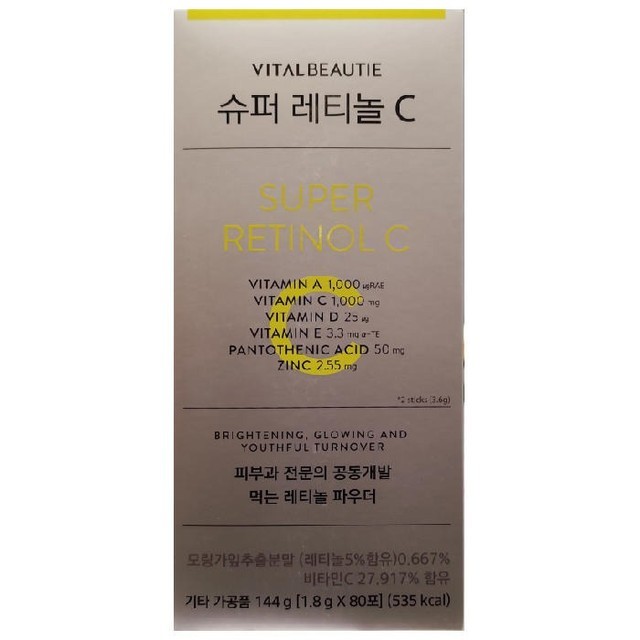 VITALBEAUTIE
슈퍼 레티놀 C
SUPER
RETINOL C
VITAMIN A 1,000 μgRAE
VITAMIN C 1,000 mg
VITAMIN D 25 μg
VITAMIN E 3.3 mg α-TE
PANTOTHENIC ACID 50 mg
ZINC 2.55 mg
C
*2 sticks (3.6g)
BRIGHTENING, GLOWING AND
YOUTHFUL TURNOVER
피부과 전문의 공동개발
먹는 레티놀 파우더
모링가잎추출분말 (레티놀5%함유)0.667%
비타민C 27.917% 함유
기타 가공품 144 g [1.8 g X 80포] (535 kcal)